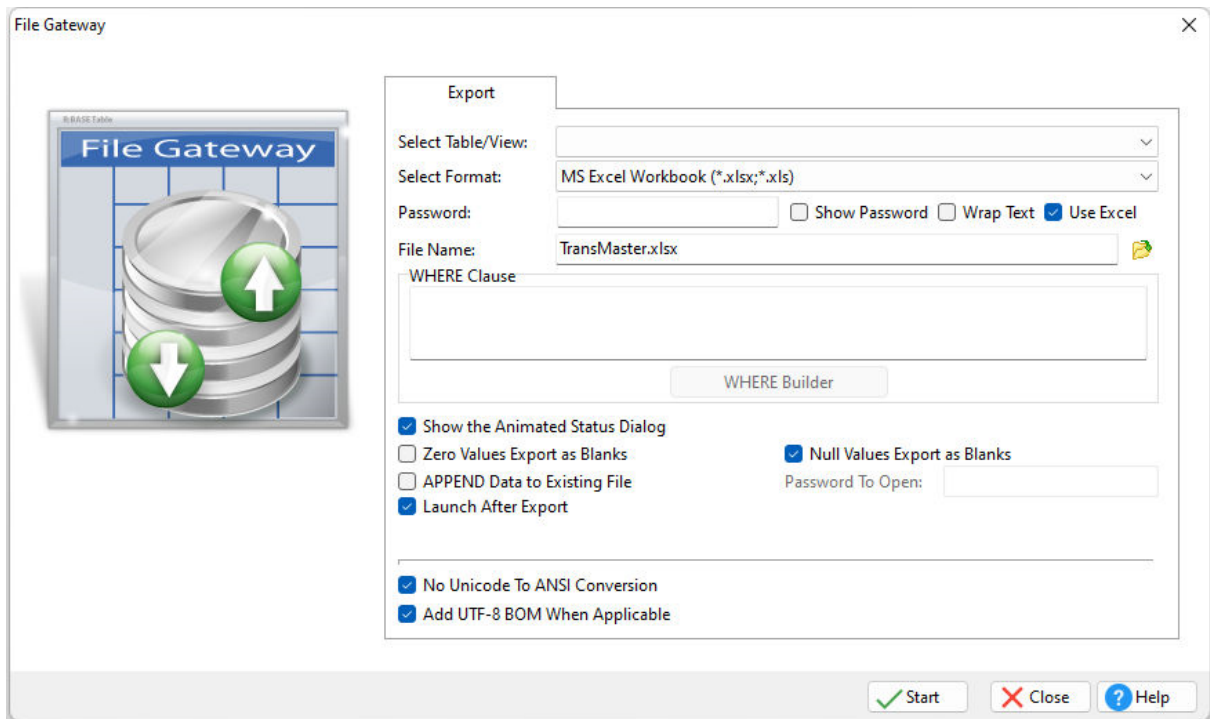 File Gateway
R:BASE Table
File Gateway
Export
Select Table/View:
Select Format: MS Excel Workbook (*.xlsx;*.xls)
Password: Show Password Wrap Text Use Excel
File Name: TransMaster.xlsx
WHERE Clause
WHERE Builder
Show the Animated Status Dialog
Zero Values Export as Blanks Null Values Export as Blanks
APPEND Data to Existing File Password To Open:
Launch After Export
No Unicode To ANSI Conversion
Add UTF-8 BOM When Applicable
Start Close ? Help